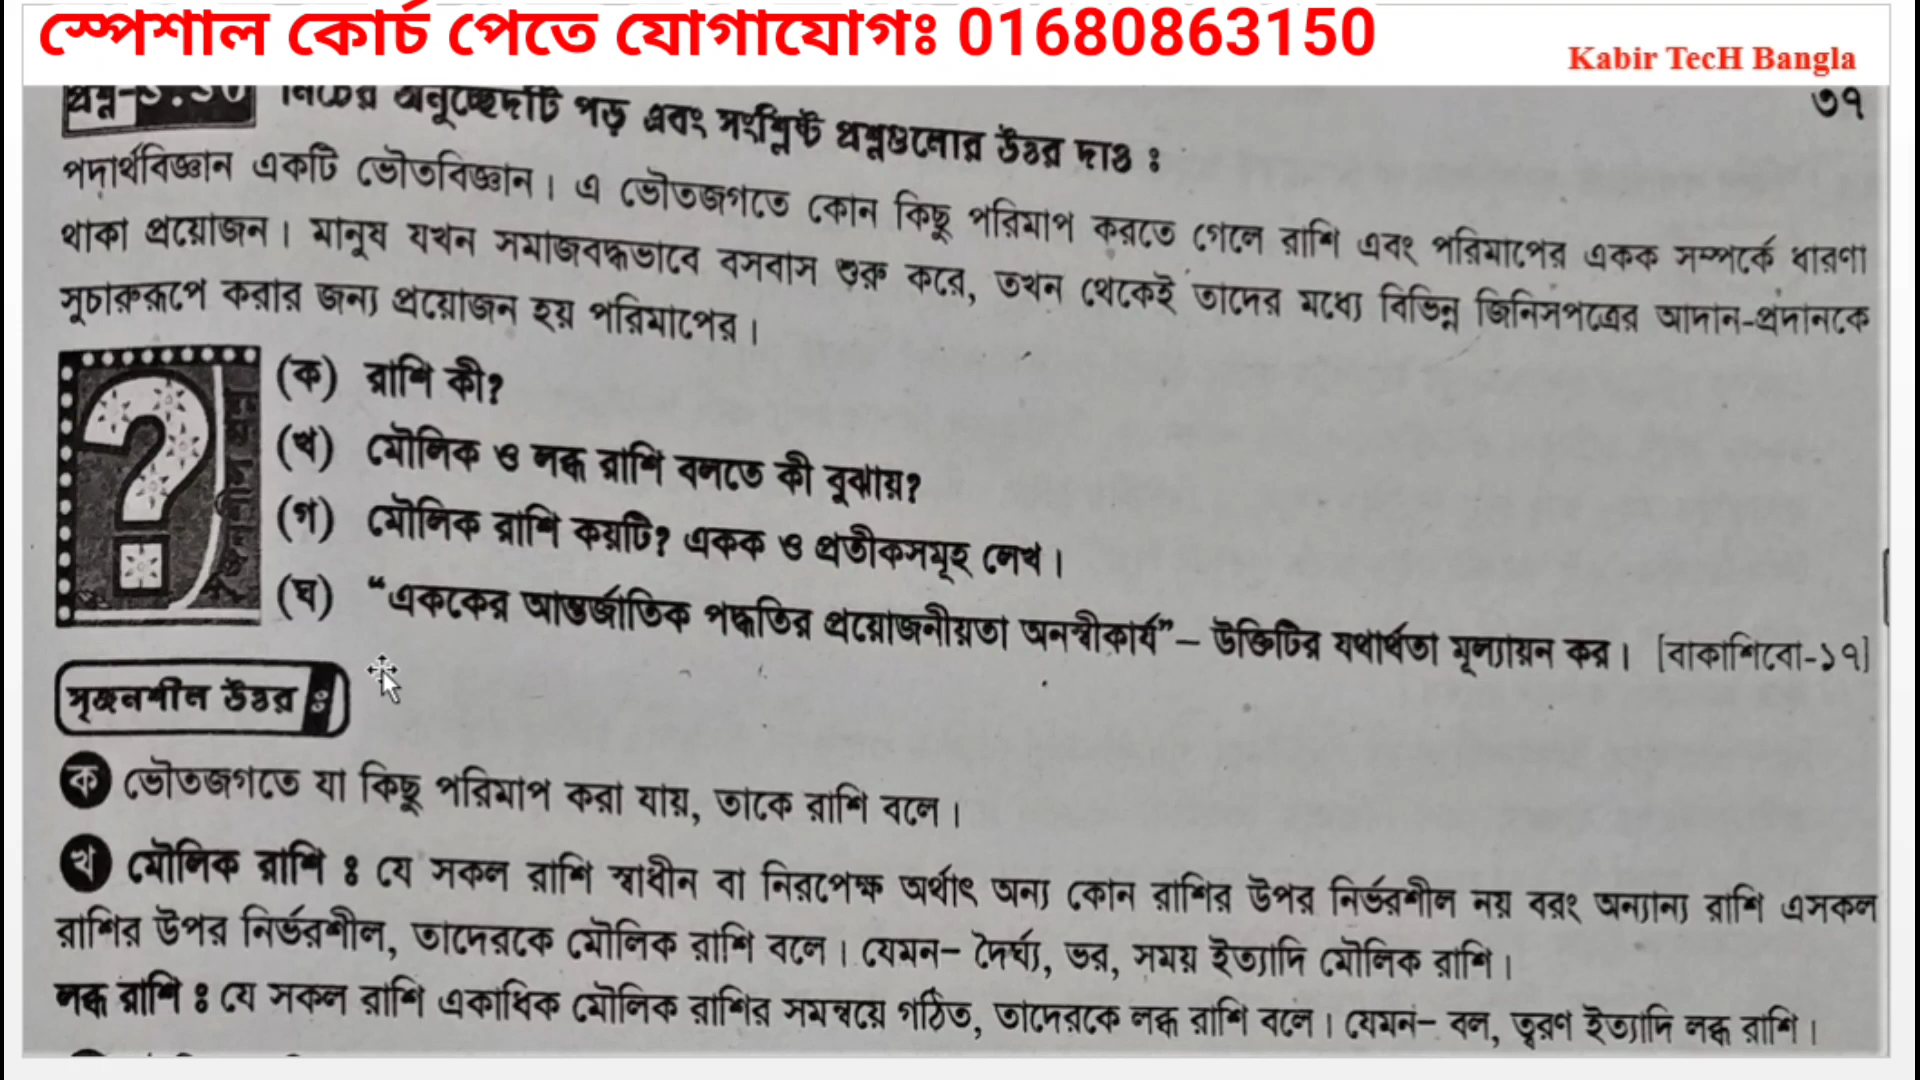 স্পেশাল কোর্চ পেতে যোগাযোগঃ 01680863150
Kabir TecH Bangla
৩৭
নিচের অনুচ্ছেদটি পড় এবং সংশ্লিষ্ট প্রশ্নগুলোর উত্তর দাও :
পদার্থবিজ্ঞান একটি ভৌতবিজ্ঞান। এ ভৌতজগতে কোন কিছু পরিমাপ করতে গেলে রাশি এবং পরিমাপের একক সম্পর্কে ধারণা
থাকা প্রয়োজন। মানুষ যখন সমাজবদ্ধভাবে বসবাস শুরু করে, তখন থেকেই তাদের মধ্যে বিভিন্ন জিনিসপত্রের আদান-প্রদানকে
সুচারুরূপে করার জন্য প্রয়োজন হয় পরিমাপের।
(ক) রাশি কী?
(খ) মৌলিক ও লব্ধ রাশি বলতে কী বুঝায়?
(গ) মৌলিক রাশি কয়টি? একক ও প্রতীকসমূহ লেখ।
(ঘ) “এককের আন্তর্জাতিক পদ্ধতির প্রয়োজনীয়তা অনস্বীকার্য”– উক্তিটির যথার্থতা মূল্যায়ন কর। [বাকাশিবো-১৭]
সৃজনশীল উত্তর :
ক ভৌতজগতে যা কিছু পরিমাপ করা যায়, তাকে রাশি বলে।
খ মৌলিক রাশি : যে সকল রাশি স্বাধীন বা নিরপেক্ষ অর্থাৎ অন্য কোন রাশির উপর নির্ভরশীল নয় বরং অন্যান্য রাশি এসকল
রাশির উপর নির্ভরশীল, তাদেরকে মৌলিক রাশি বলে। যেমন– দৈর্ঘ্য, ভর, সময় ইত্যাদি মৌলিক রাশি।
লব্ধ রাশি : যে সকল রাশি একাধিক মৌলিক রাশির সমন্বয়ে গঠিত, তাদেরকে লব্ধ রাশি বলে। যেমন– বল, ত্বরণ ইত্যাদি লব্ধ রাশি।